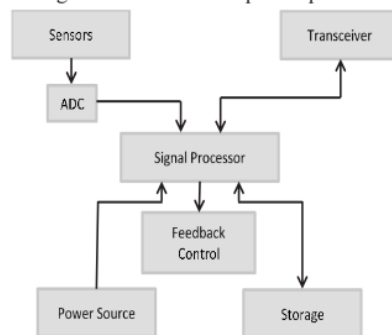 Sensors
Transceiver
ADC
Signal Processor
Feedback
Control
Power Source
Storage